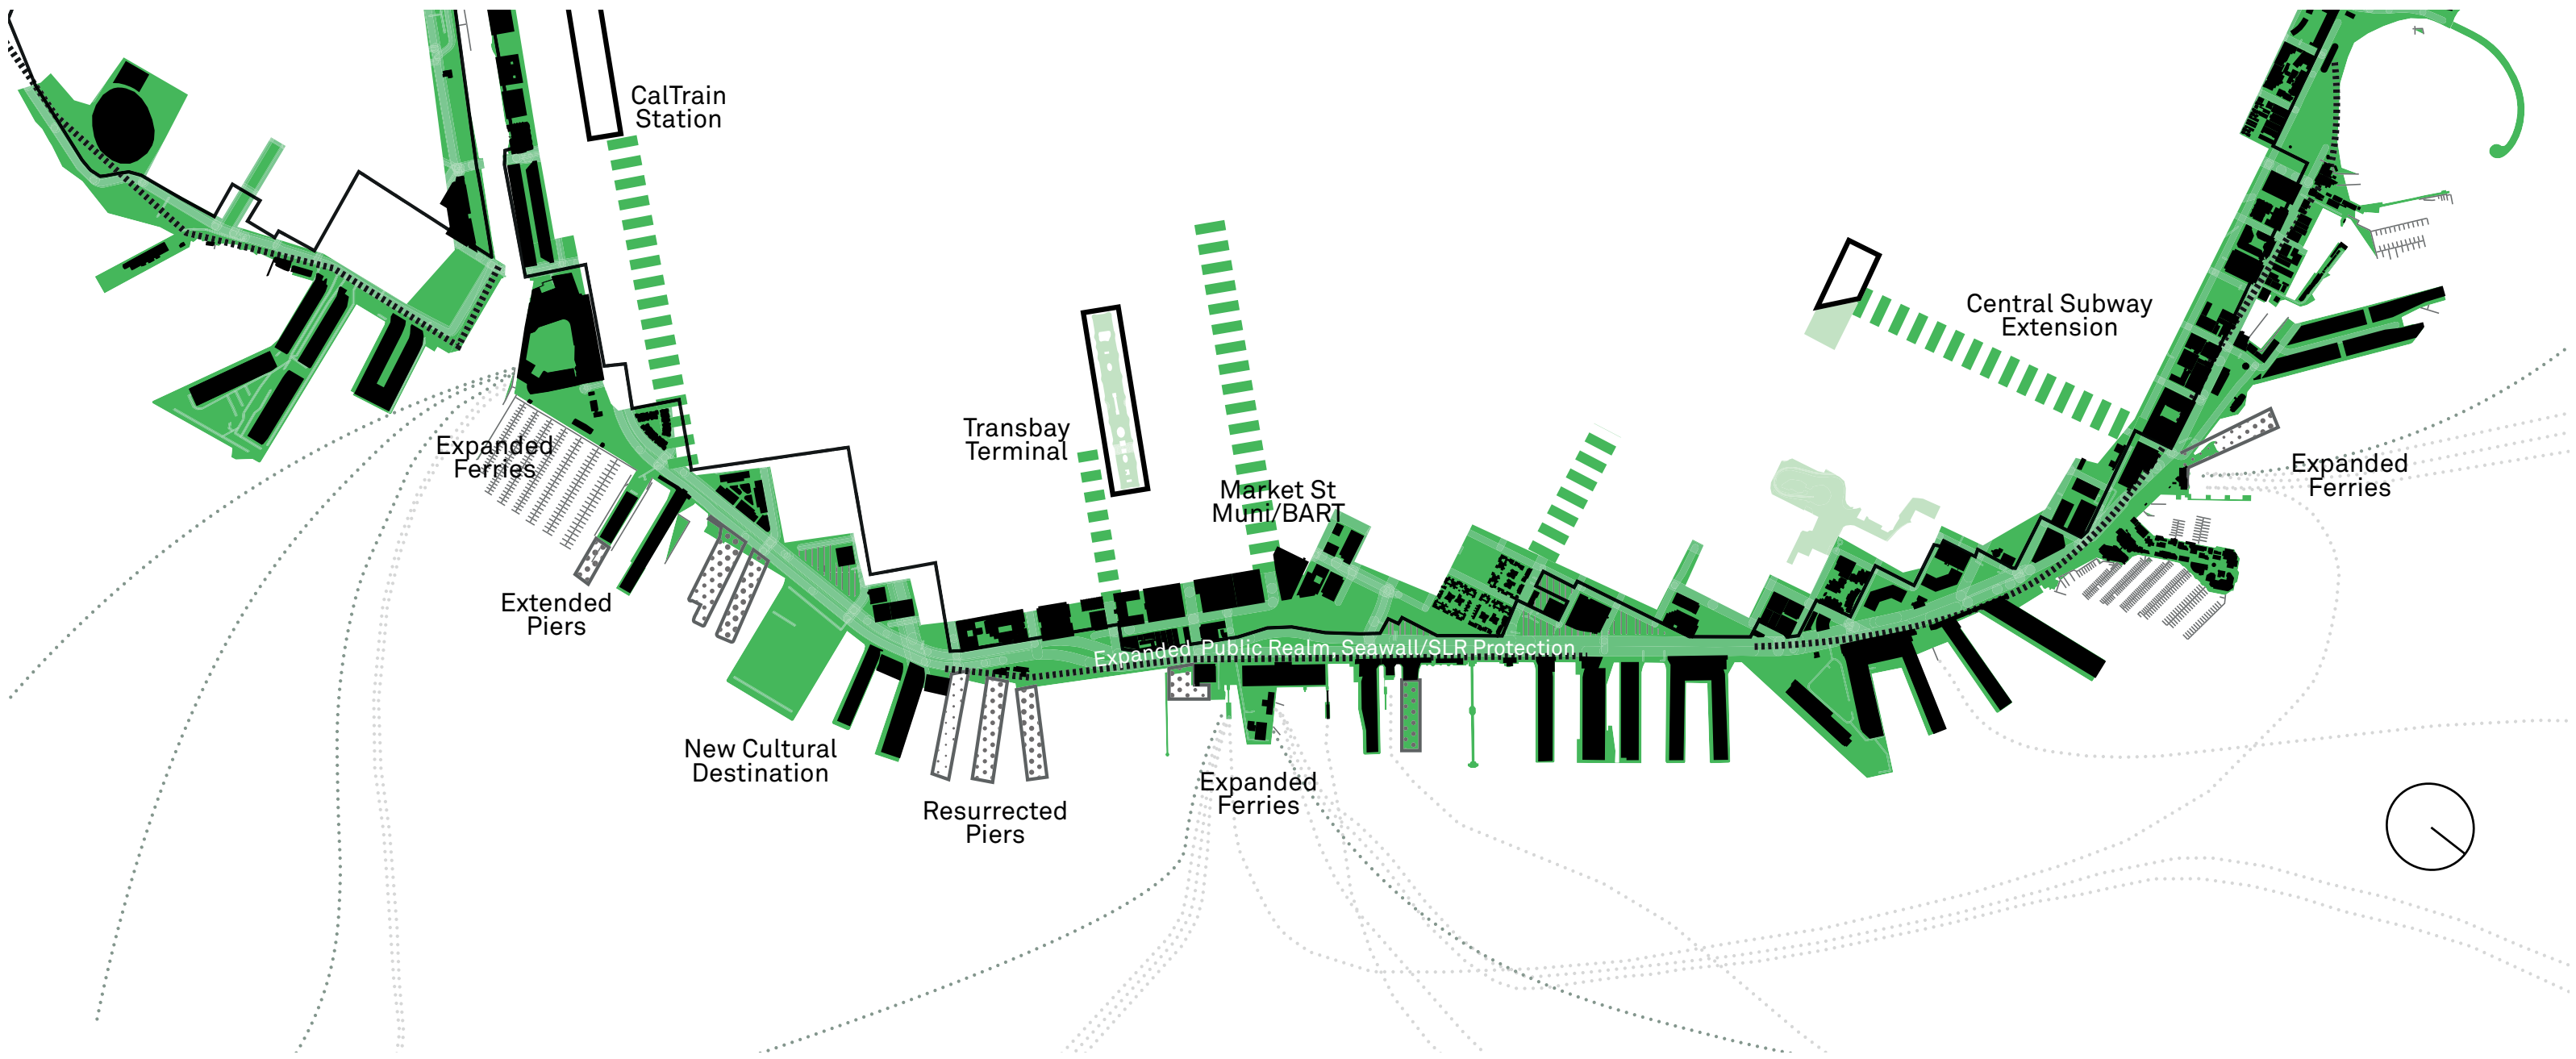 CalTrain
Station
Central Subway
Extension
Transbay
Terminal
Expanded
Ferries
Expanded
Ferries
Market St
Muni/BART
Extended
Piers
Expanded Public Realm, Seawall/SLR Protection
New Cultural
Destination
Expanded
Ferries
Resurrected
Piers